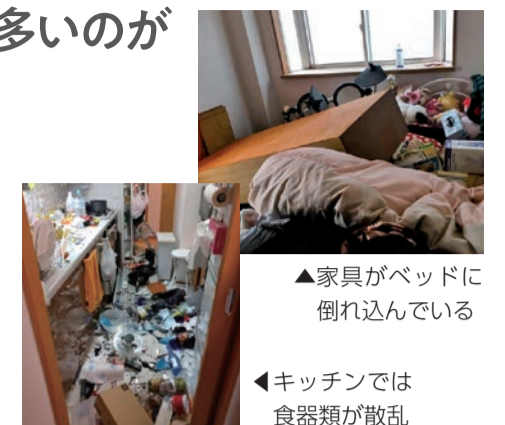 多いのが
▲家具がベッドに
倒れ込んでいる
◀キッチンでは
食器類が散乱